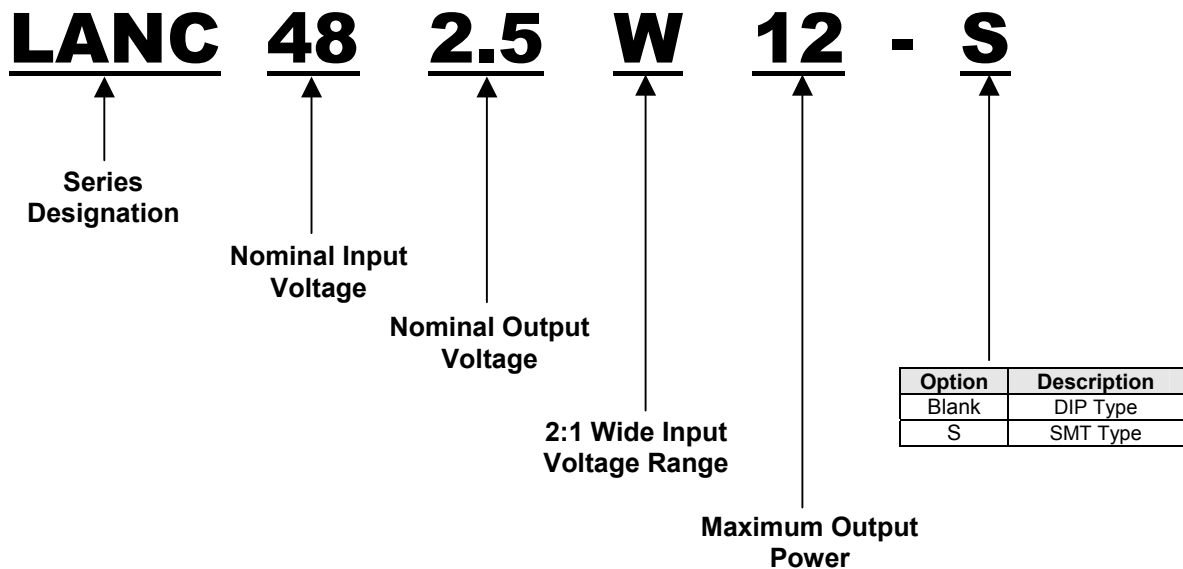 LANC 48 2.5 W 12 - S
Series
Designation
Nominal Input
Voltage
Nominal Output
Voltage
2:1 Wide Input
Voltage Range
Maximum Output
Power
Option Description
Blank DIP Type
S SMT Type